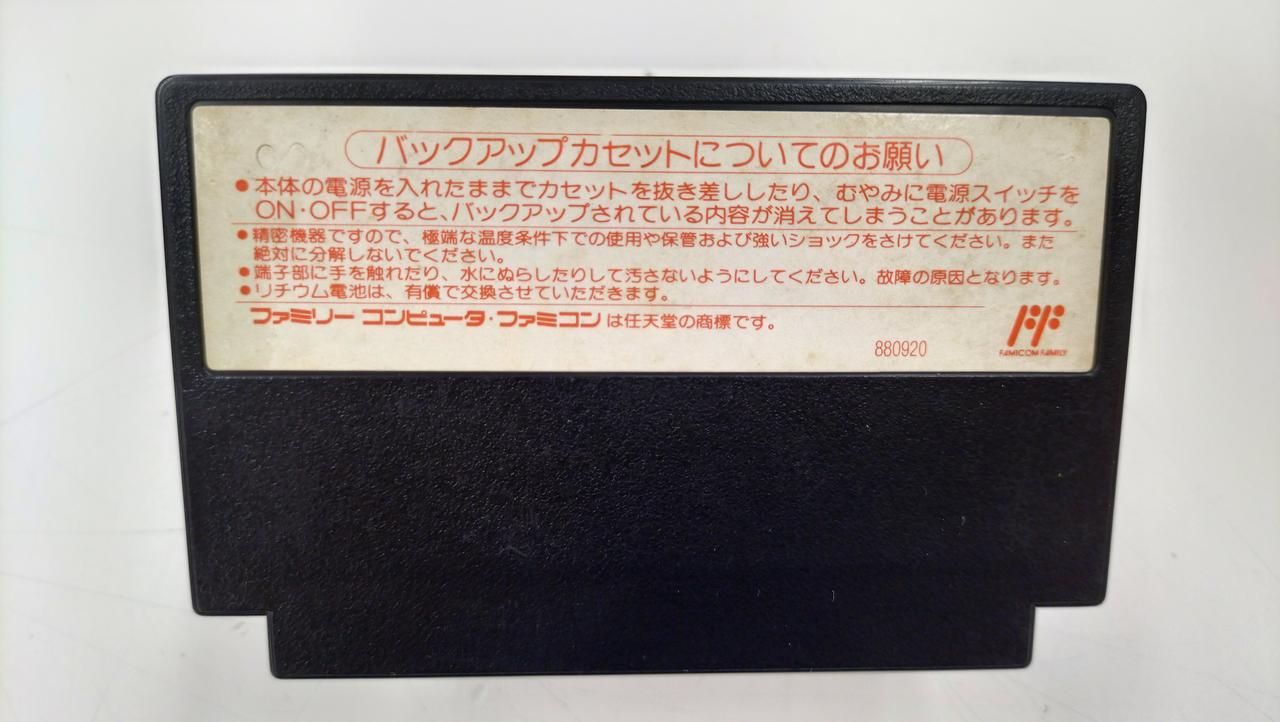 バックアップカセットについてのお願い
●本体の電源を入れたままでカセットを抜き差ししたり、むやみに電源スイッチを
ON・OFFすると、バックアップされている内容が消えてしまうことがあります。
●精密機器ですので、極端な温度条件下での使用や保管および強いショックをさけてください。また
絶対に分解しないでください。
●端子部に手を触れたり、水にぬらしたりして汚さないようにしてください。故障の原因となります。
●リチウム電池は、有償で交換させていただきます。
ファミリー コンピュータ・ファミコンは任天堂の商標です。
880920
FAMICOM FAMILY